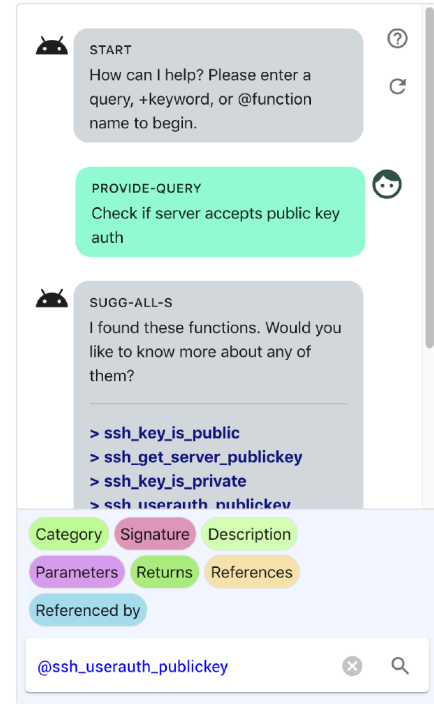 START
How can I help? Please enter a
query, +keyword, or @function
name to begin.
PROVIDE-QUERY
Check if server accepts public key
auth
SUGG-ALL-S
I found these functions. Would you
like to know more about any of
them?
> ssh_key_is_public
> ssh_get_server_publickey
> ssh_key_is_private
> ssh_userauth_publickey
Category Signature Description
Parameters Returns References
Referenced by
@ssh_userauth_publickey